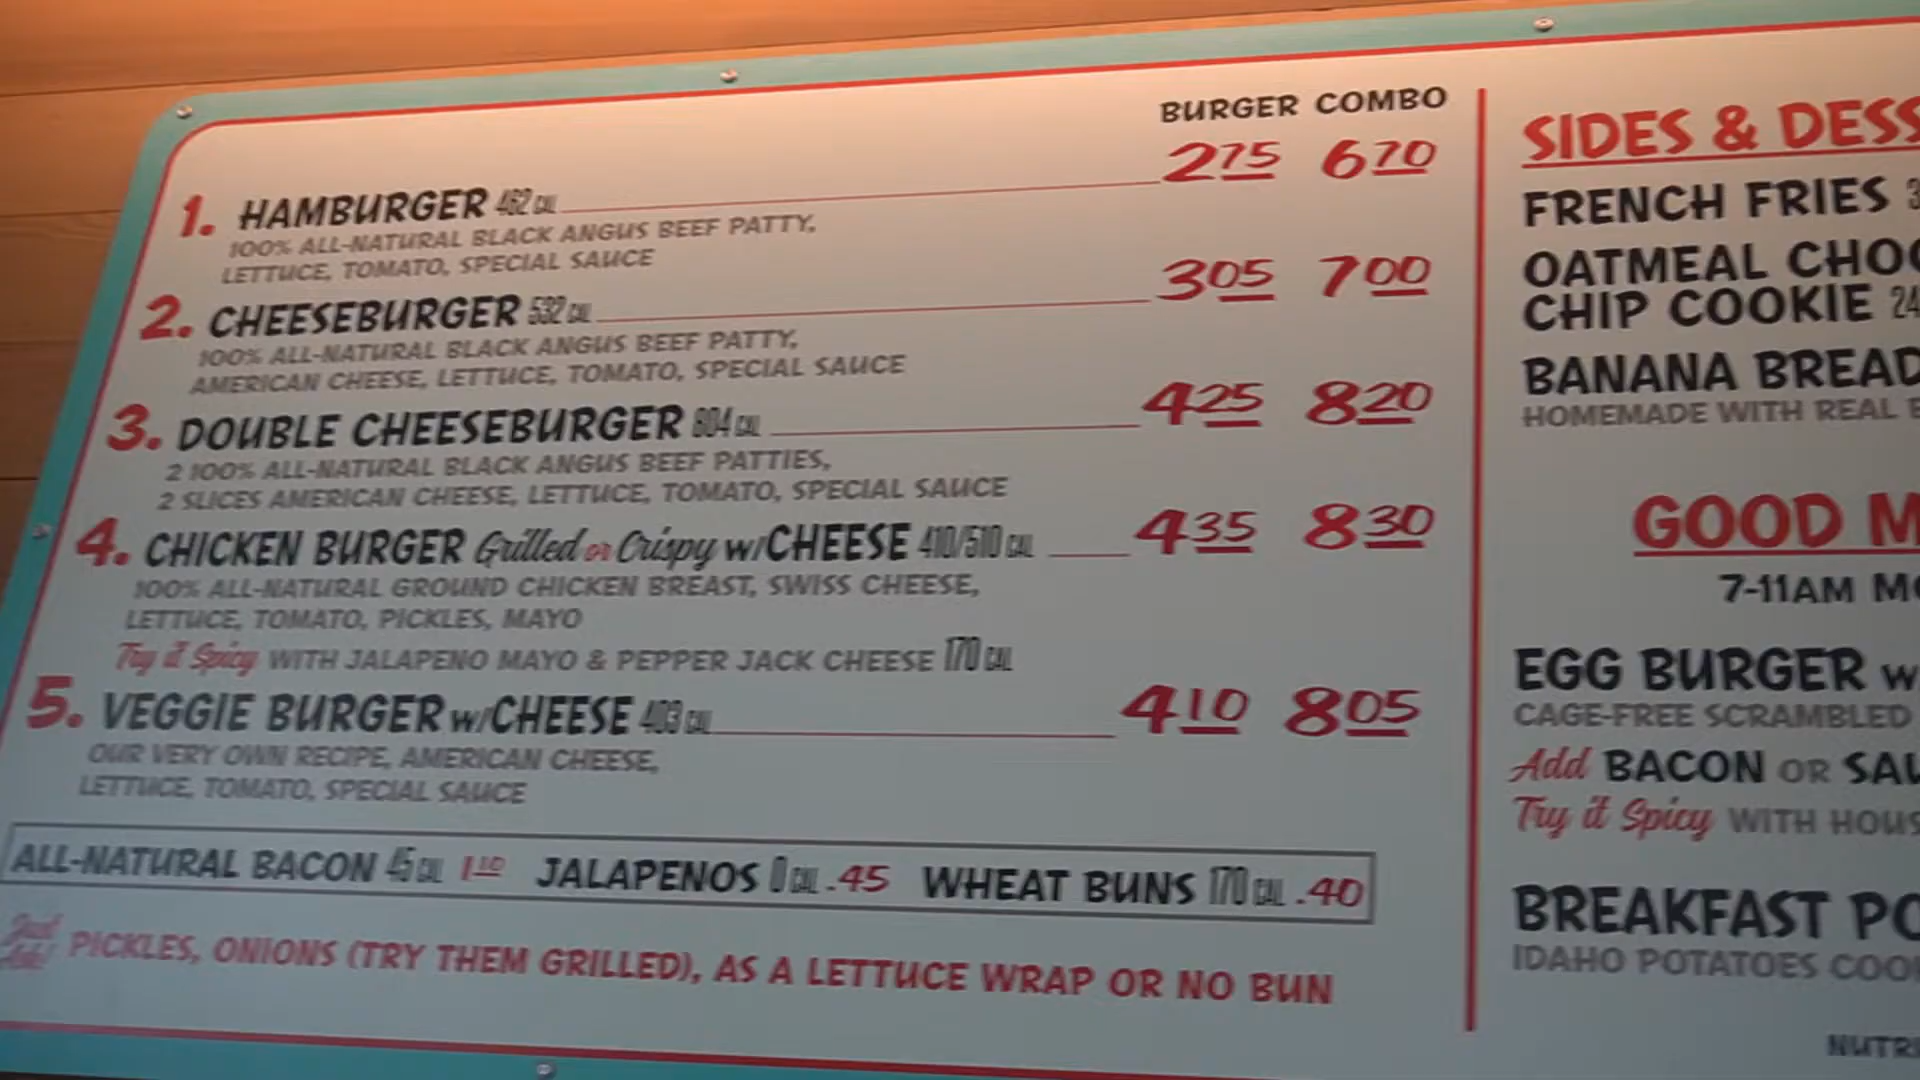 BURGER COMBO
1. HAMBURGER 462 CAL 2.75 6.70
100% ALL-NATURAL BLACK ANGUS BEEF PATTY,
LETTUCE, TOMATO, SPECIAL SAUCE
2. CHEESEBURGER 532 CAL 3.05 7.00
100% ALL-NATURAL BLACK ANGUS BEEF PATTY,
AMERICAN CHEESE, LETTUCE, TOMATO, SPECIAL SAUCE
3. DOUBLE CHEESEBURGER 804 CAL 4.25 8.20
2 100% ALL-NATURAL BLACK ANGUS BEEF PATTIES,
2 SLICES AMERICAN CHEESE, LETTUCE, TOMATO, SPECIAL SAUCE
4. CHICKEN BURGER Grilled or Crispy w/CHEESE 410/510 CAL 4.35 8.30
100% ALL-NATURAL GROUND CHICKEN BREAST, SWISS CHEESE,
LETTUCE, TOMATO, PICKLES, MAYO
Try it Spicy WITH JALAPENO MAYO & PEPPER JACK CHEESE 170 CAL
5. VEGGIE BURGER w/CHEESE 403 CAL 4.10 8.05
OUR VERY OWN RECIPE, AMERICAN CHEESE,
LETTUCE, TOMATO, SPECIAL SAUCE
ALL-NATURAL BACON 45 CAL 1.10 JALAPENOS 0 CAL .45 WHEAT BUNS 170 CAL .40
Just Ask! PICKLES, ONIONS (TRY THEM GRILLED), AS A LETTUCE WRAP OR NO BUN
SIDES & DESS
FRENCH FRIES 3
OATMEAL CHOC
CHIP COOKIE 24
BANANA BREAD
HOMEMADE WITH REAL B
GOOD M
7-11AM MO
EGG BURGER w
CAGE-FREE SCRAMBLED
Add BACON OR SAU
Try it Spicy WITH HOUS
BREAKFAST PO
IDAHO POTATOES COO
NUTRI